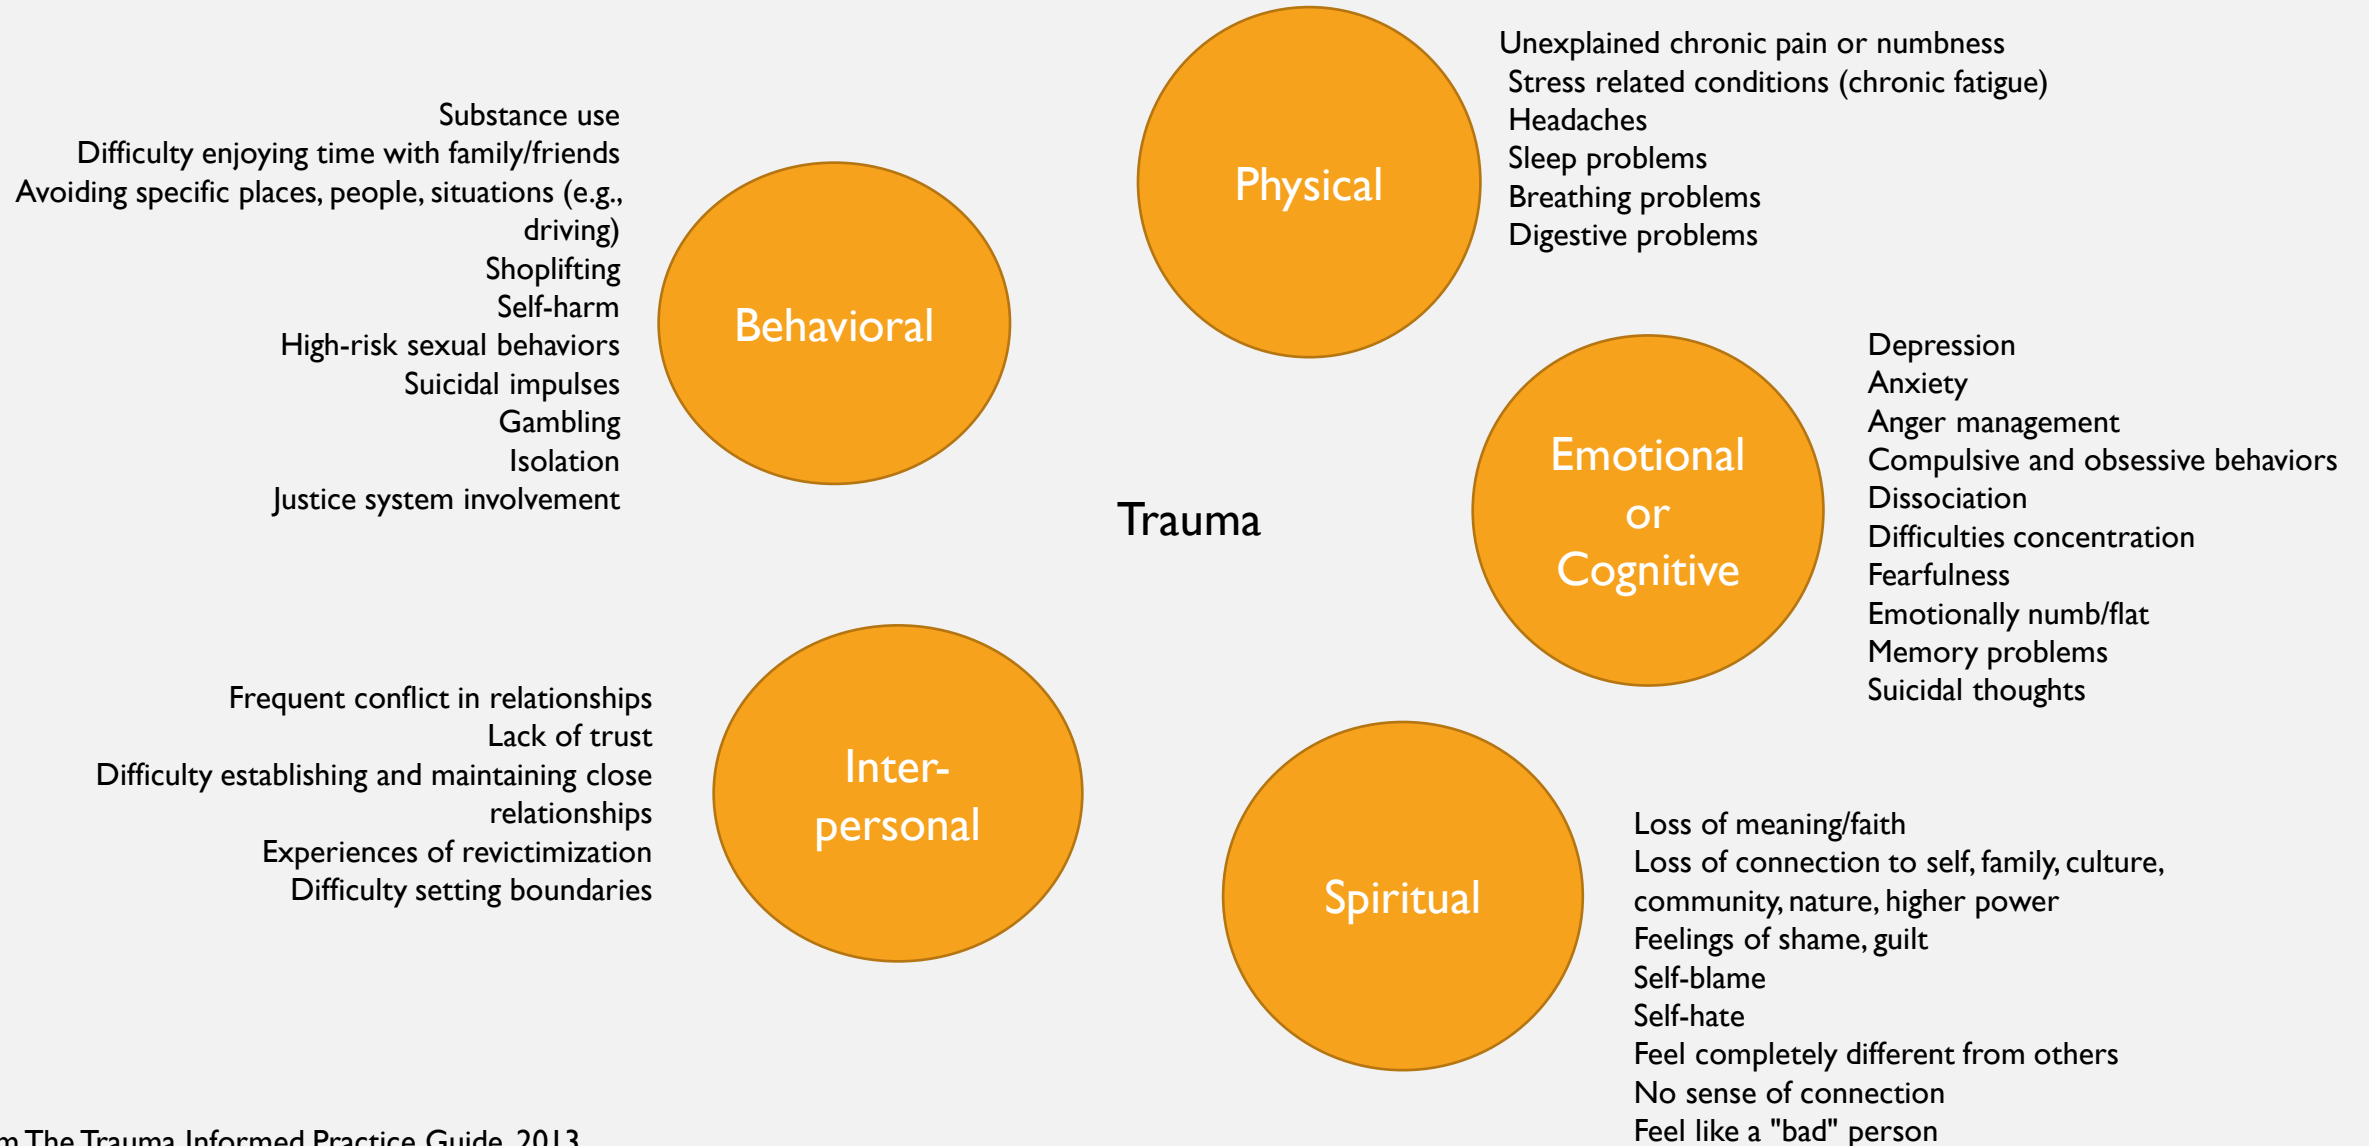 Physical
Unexplained chronic pain or numbness
Stress related conditions (chronic fatigue)
Headaches
Sleep problems
Breathing problems
Digestive problems
Behavioral
Substance use
Difficulty enjoying time with family/friends
Avoiding specific places, people, situations (e.g.,
driving)
Shoplifting
Self-harm
High-risk sexual behaviors
Suicidal impulses
Gambling
Isolation
Justice system involvement
Trauma
Emotional
or
Cognitive
Depression
Anxiety
Anger management
Compulsive and obsessive behaviors
Dissociation
Difficulties concentration
Fearfulness
Emotionally numb/flat
Memory problems
Suicidal thoughts
Inter-
personal
Frequent conflict in relationships
Lack of trust
Difficulty establishing and maintaining close
relationships
Experiences of revictimization
Difficulty setting boundaries
Spiritual
Loss of meaning/faith
Loss of connection to self, family, culture,
community, nature, higher power
Feelings of shame, guilt
Self-blame
Self-hate
Feel completely different from others
No sense of connection
Feel like a "bad" person
The Trauma Informed Practice Guide, 2013